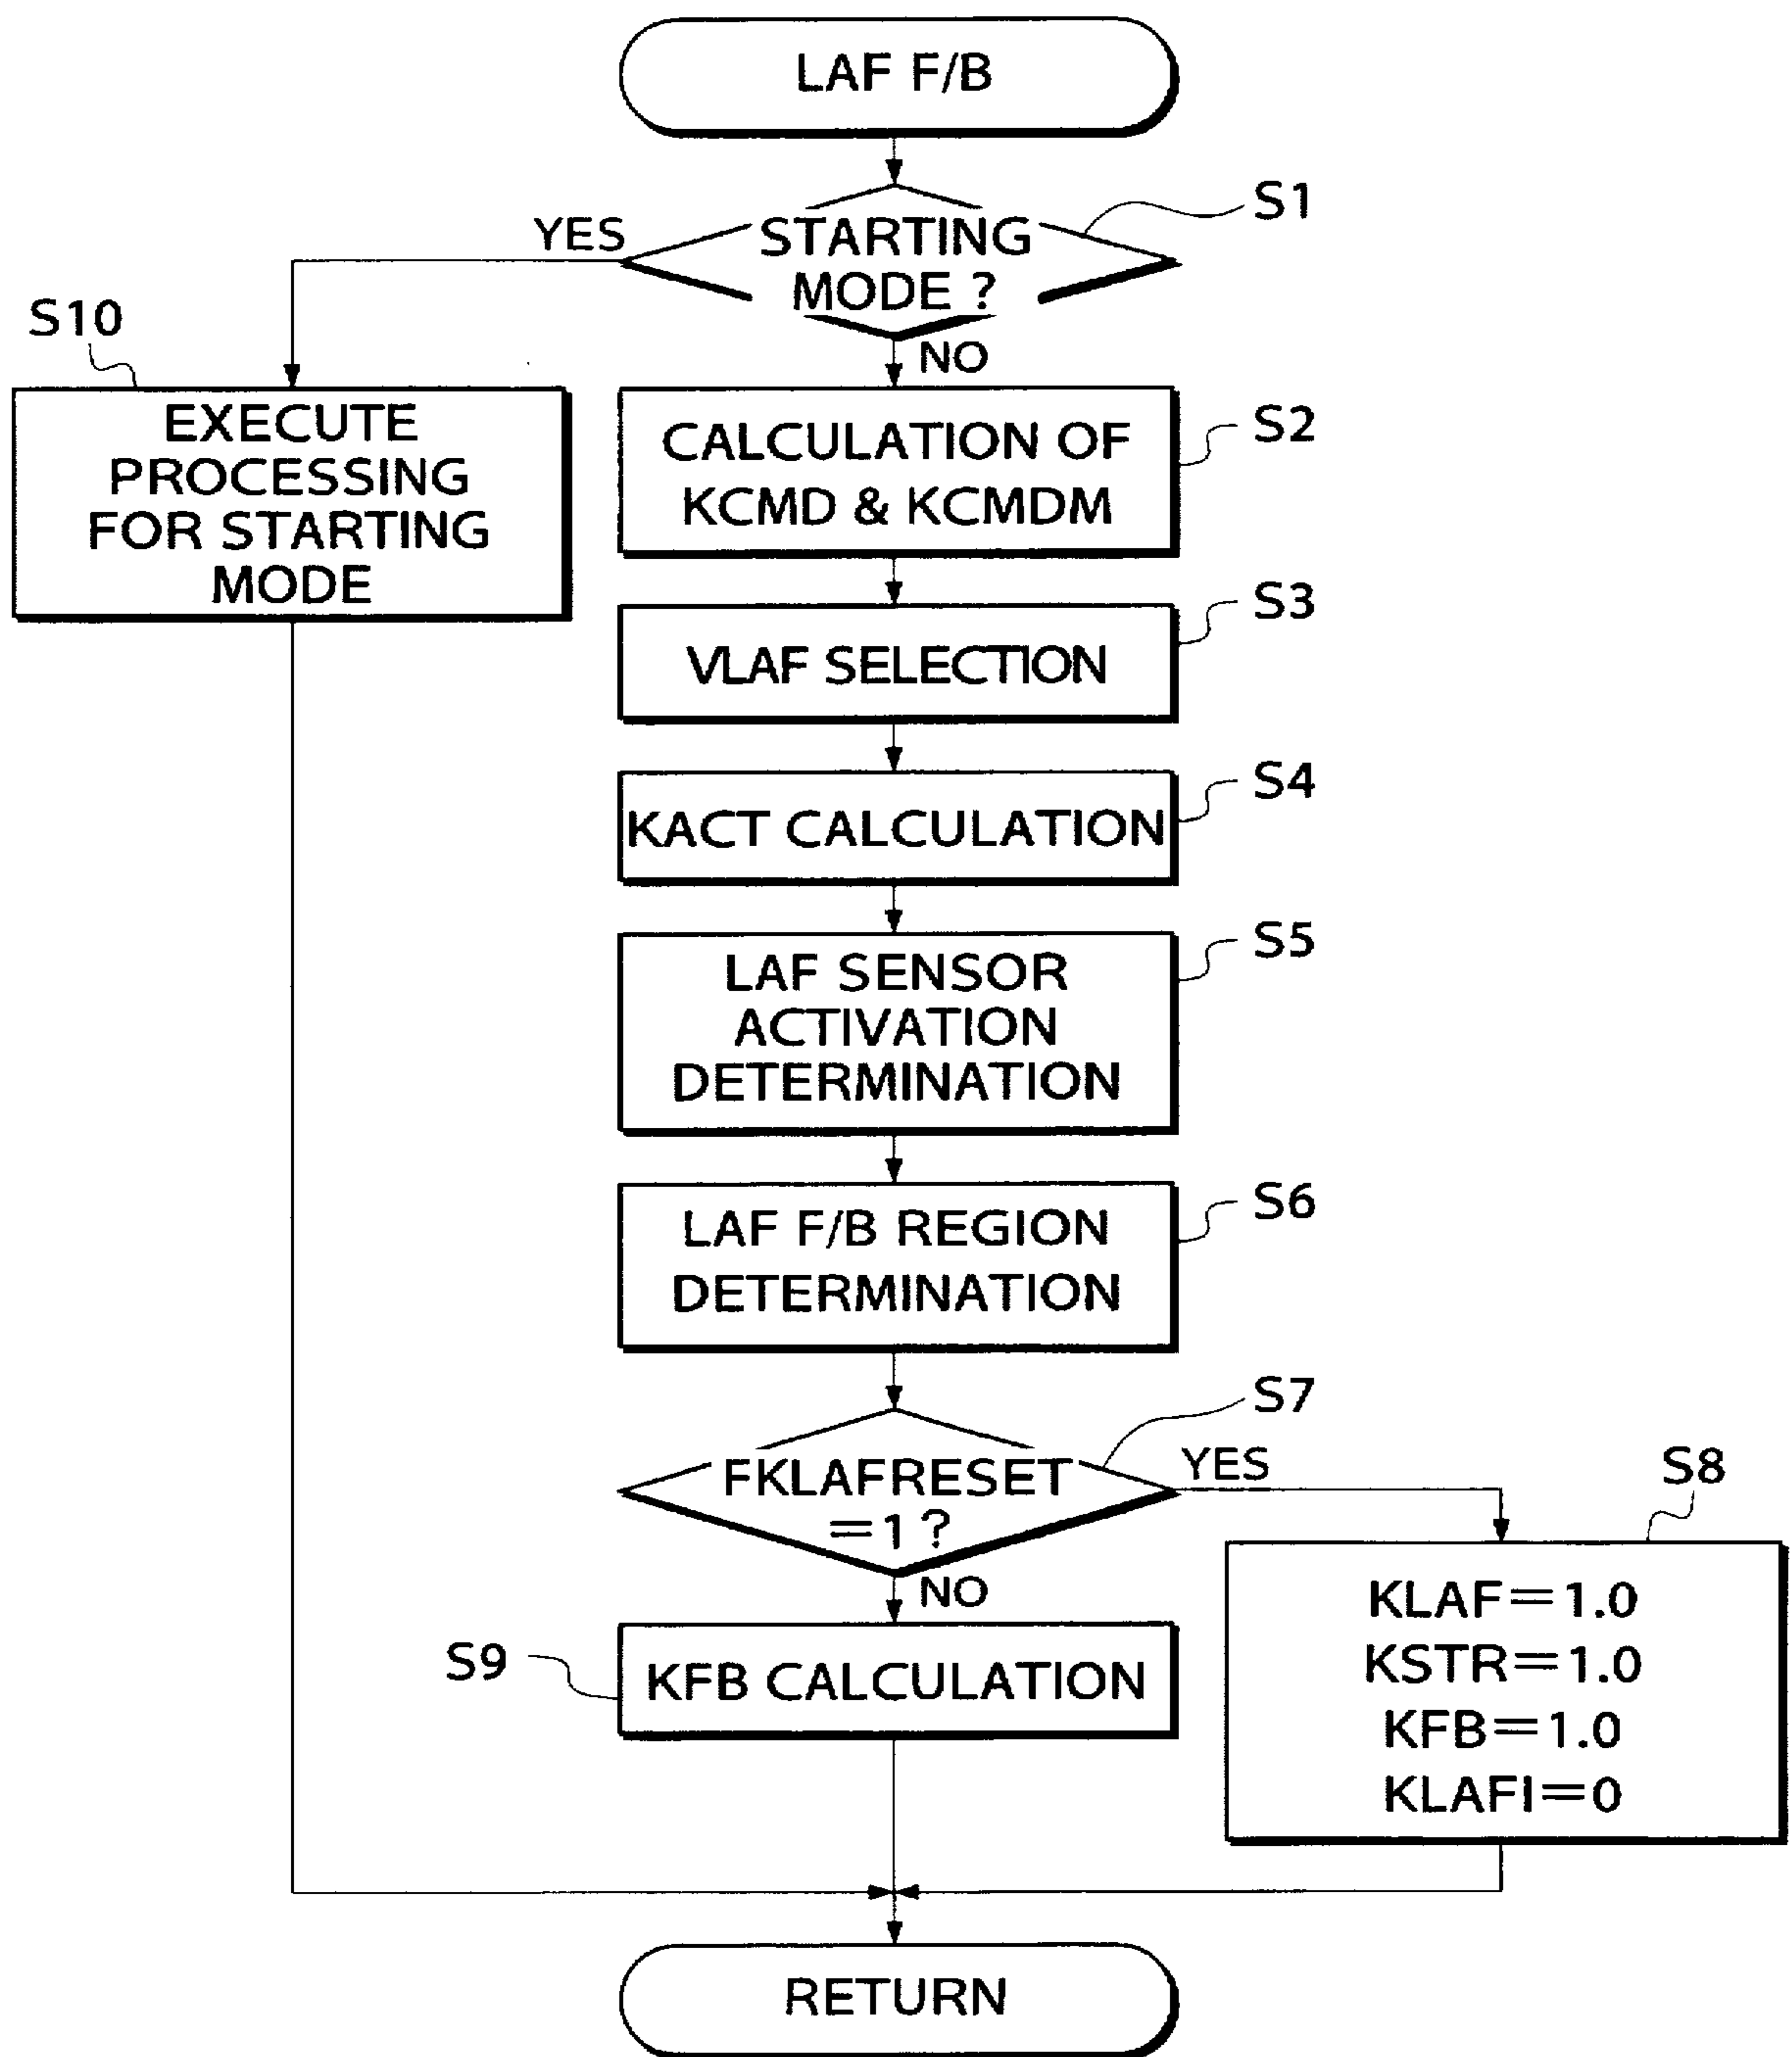 LAF F/B
S1
YES
STARTING
MODE ?
S10
NO
EXECUTE
PROCESSING
FOR STARTING
MODE
S2
CALCULATION OF
KCMD & KCMDM
S3
VLAF SELECTION
S4
KACT CALCULATION
S5
LAF SENSOR
ACTIVATION
DETERMINATION
S6
LAF F/B REGION
DETERMINATION
S7
FKLAFRESET
=1?
YES
S8
NO
KLAF=1.0
KSTR=1.0
KFB=1.0
KLAFI=0
S9
KFB CALCULATION
RETURN